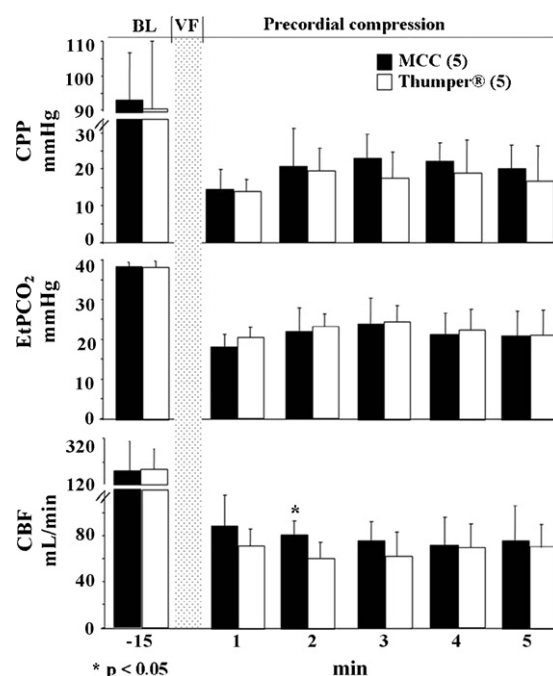 BL VF Precordial compression
MCC (5)
Thumper® (5)
CPP
mmHg
110
100
90
30
20
10
0
EtPCO₂
mmHg
40
30
20
10
0
CBF
mL/min
320
120
80
40
0
*
-15 1 2 3 4 5
* p < 0.05 min